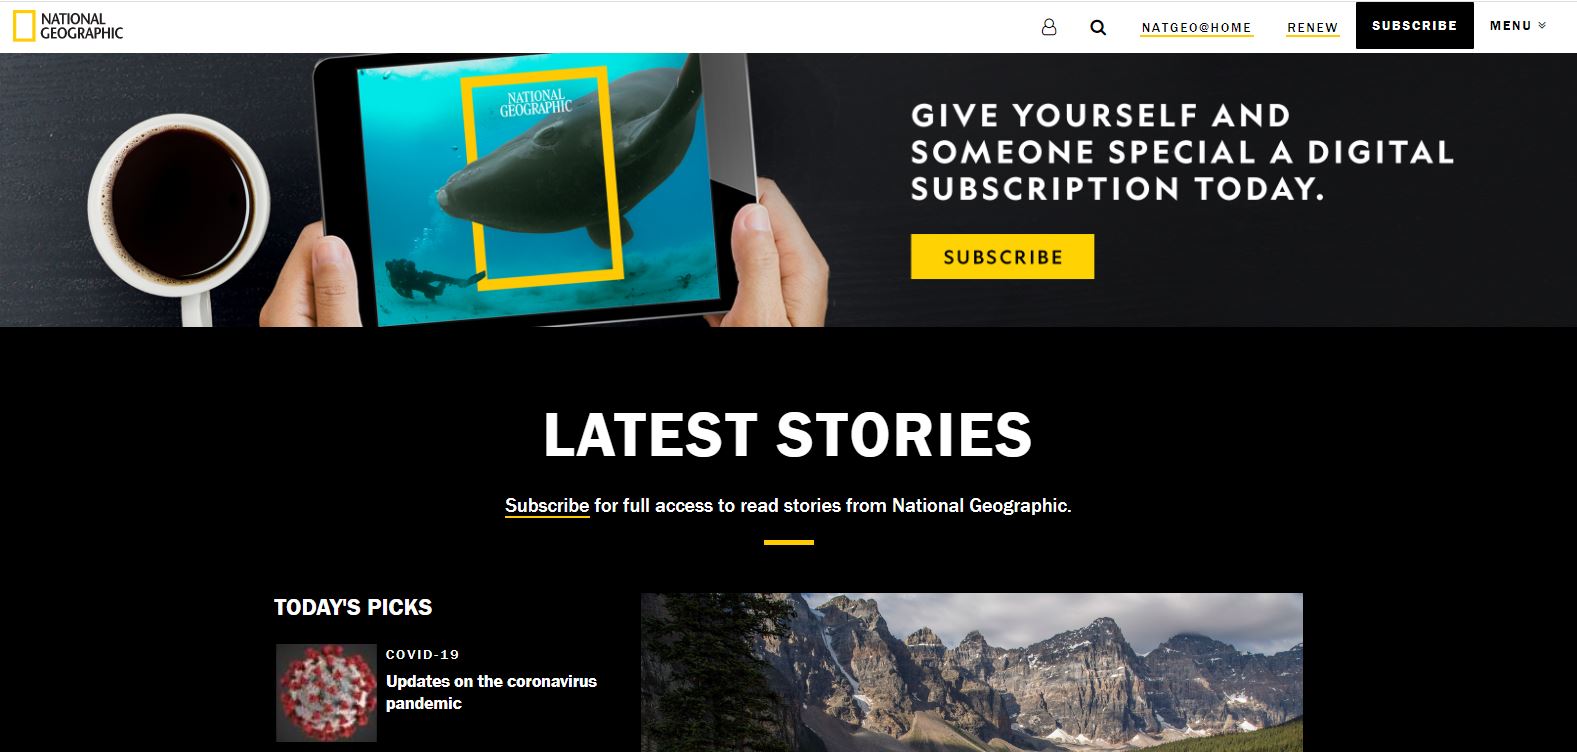 NATIONAL
GEOGRAPHIC
NATGEO@HOME
RENEW
SUBSCRIBE
MENU
NATIONAL
GEOGRAPHIC
GIVE YOURSELF AND
SOMEONE SPECIAL A DIGITAL
SUBSCRIPTION TODAY.
SUBSCRIBE
LATEST STORIES
Subscribe for full access to read stories from National Geographic.
TODAY'S PICKS
COVID-19
Updates on the coronavirus
pandemic